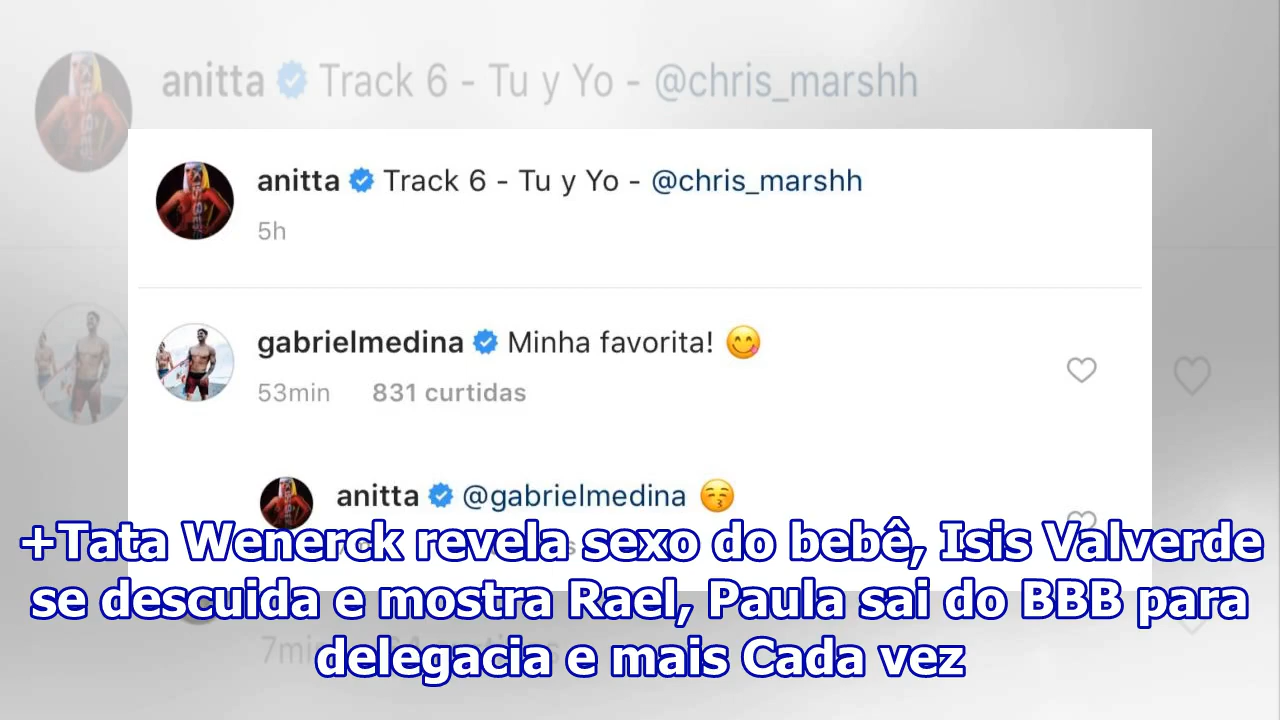 anitta Track 6 - Tu y Yo - @chris_marshh
anitta Track 6 - Tu y Yo - @chris_marshh
5h
gabrielmedina Minha favorita! 😋
53min 831 curtidas
anitta @gabrielmedina 😚
+Tata Wenerck revela sexo do bebê, Isis Valverde
se descuida e mostra Rael, Paula sai do BBB para
delegacia e mais Cada vez